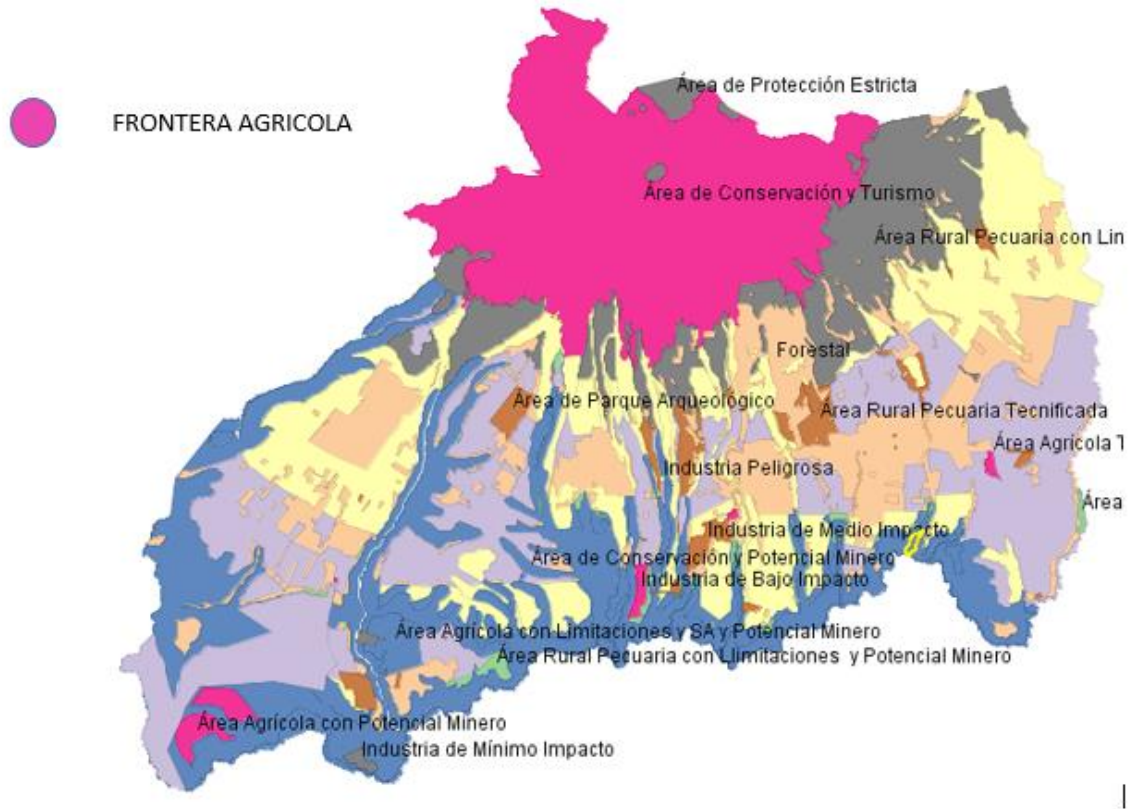 Área de Protección Estricta
FRONTERA AGRICOLA
Área de Conservación y Turismo
Área Rural Pecuaria con Lin
Forestal
Área de Parque Arqueológico
Área Rural Pecuaria Tecnificada
Área Agrícola T
Industria Peligrosa
Área
Industria de Medio Impacto
Área de Conservación y Potencial Minero
Industria de Bajo Impacto
Área Agrícola con Limitaciones y SA y Potencial Minero
Área Rural Pecuaria con Llimitaciones y Potencial Minero
Área Agrícola con Potencial Minero
Industria de Mínimo Impacto